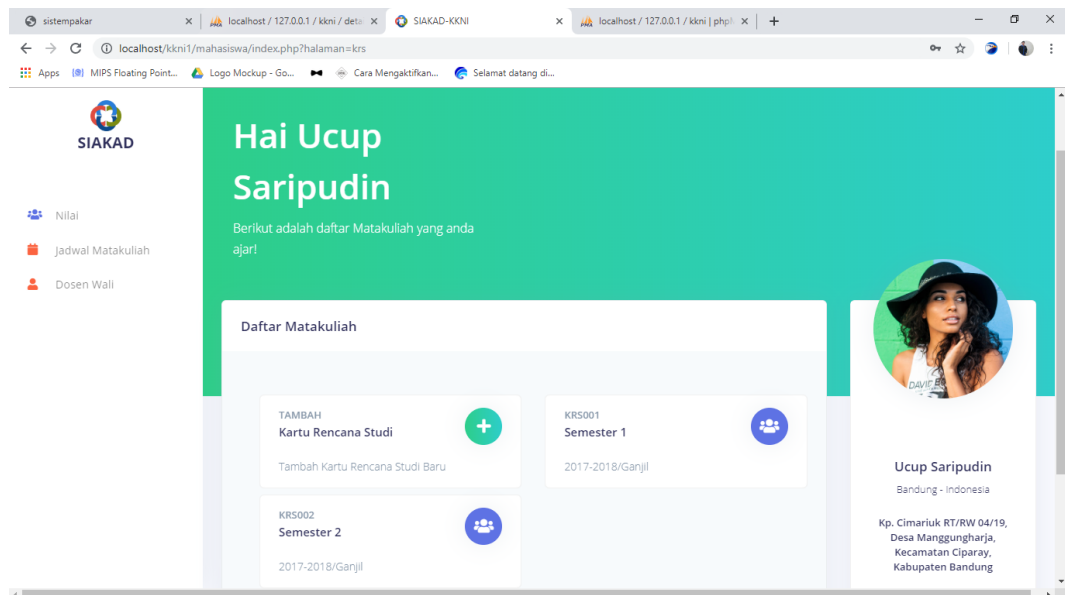 sistempakar
localhost / 127.0.0.1 / kkni / deta
SIAKAD-KKNI
localhost / 127.0.0.1 / kkni | php
localhost/kkni1/mahasiswa/index.php?halaman=krs
Apps
MIPS Floating Point...
Logo Mockup - Go...
Cara Mengaktifkan...
Selamat datang di...
SIAKAD
Nilai
Jadwal Matakuliah
Dosen Wali
Hai Ucup
Saripudin
Berikut adalah daftar Matakuliah yang anda
ajar!
Daftar Matakuliah
TAMBAH
Kartu Rencana Studi
Tambah Kartu Rencana Studi Baru
KRS001
Semester 1
2017-2018/Ganjil
KRS002
Semester 2
2017-2018/Ganjil
Ucup Saripudin
Bandung - Indonesia
Kp. Cimariuk RT/RW 04/19,
Desa Manggungharja,
Kecamatan Ciparay,
Kabupaten Bandung